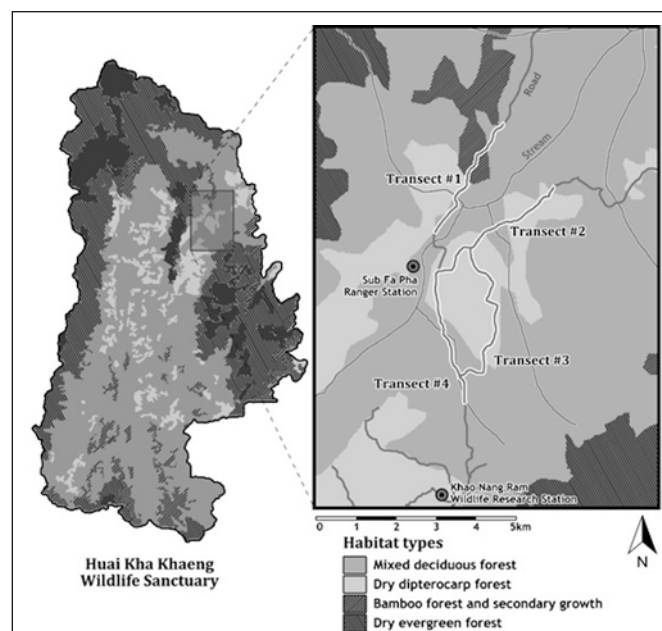 Road
Stream
Transect #1
Transect #2
Sub Fa Pha
Ranger Station
Transect #3
Transect #4
Khao Nang Ram
Wildlife Research Station
0 1 2 3 4 5km
Huai Kha Khaeng
Wildlife Sanctuary
Habitat types
Mixed deciduous forest
Dry dipterocarp forest
Bamboo forest and secondary growth
Dry evergreen forest
N